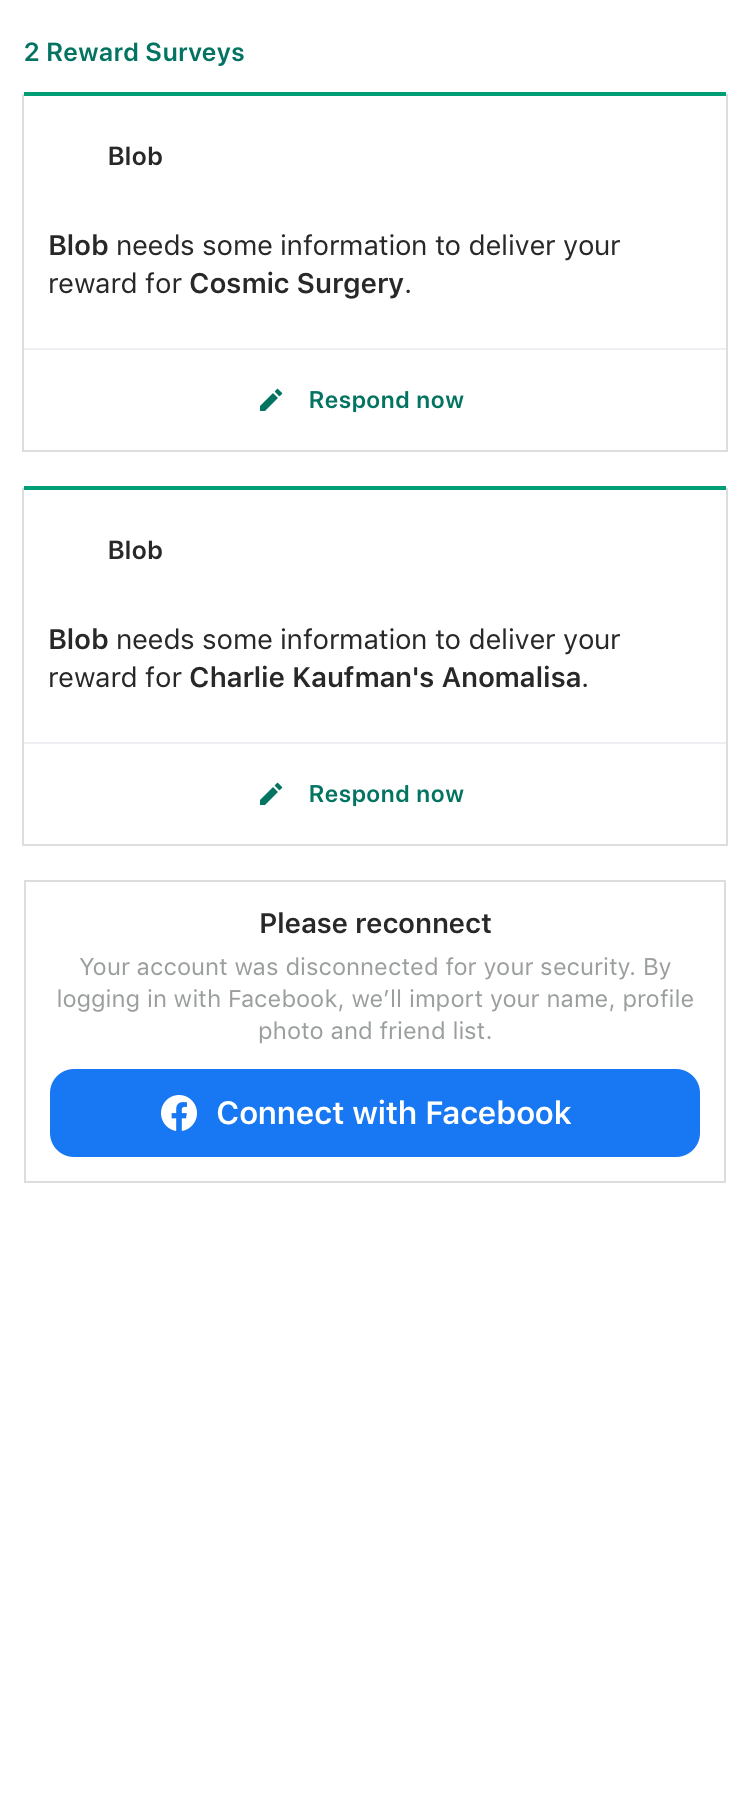 2 Reward Surveys
Blob
Blob needs some information to deliver your
reward for Cosmic Surgery.
Respond now
Blob
Blob needs some information to deliver your
reward for Charlie Kaufman's Anomalisa.
Respond now
Please reconnect
Your account was disconnected for your security. By
logging in with Facebook, we’ll import your name, profile
photo and friend list.
Connect with Facebook